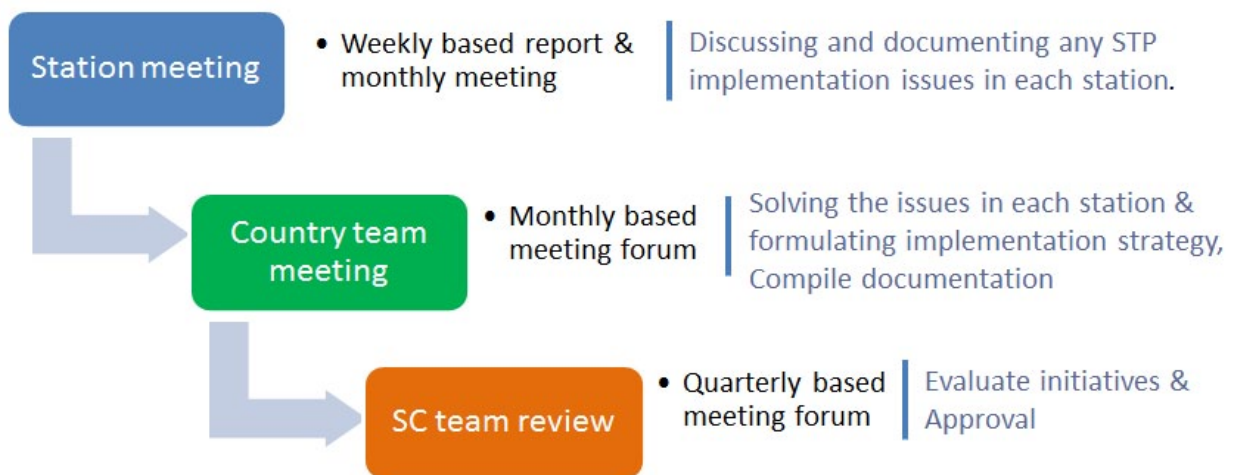 Station meeting
• Weekly based report &
monthly meeting
Discussing and documenting any STP
implementation issues in each station.
Country team
meeting
• Monthly based
meeting forum
Solving the issues in each station &
formulating implementation strategy,
Compile documentation
SC team review
• Quarterly based
meeting forum
Evaluate initiatives &
Approval